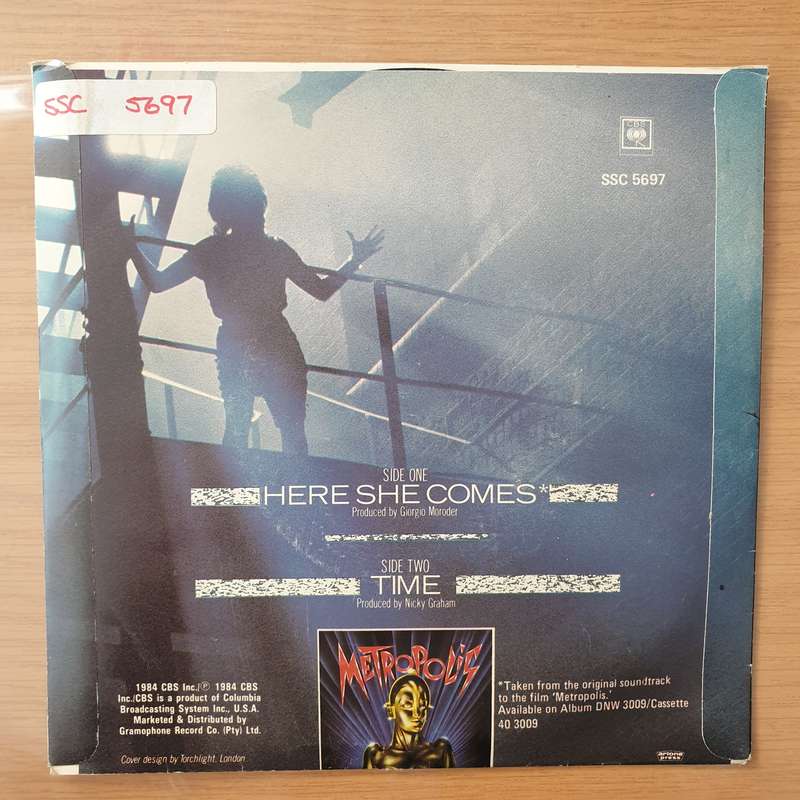 SSC 5697
CBS
SSC 5697
SIDE ONE
HERE SHE COMES*
Produced by Giorgio Moroder
SIDE TWO
TIME
Produced by Nicky Graham
METROPOLIS
1984 CBS Inc./℗ 1984 CBS
Inc./CBS is a product of Columbia
Broadcasting System Inc., U.S.A.
Marketed & Distributed by
Gramophone Record Co. (Pty) Ltd.
Cover design by Torchlight, London
*Taken from the original soundtrack
to the film 'Metropolis.'
Available on Album DNW 3009/Cassette
40 3009
artone
press